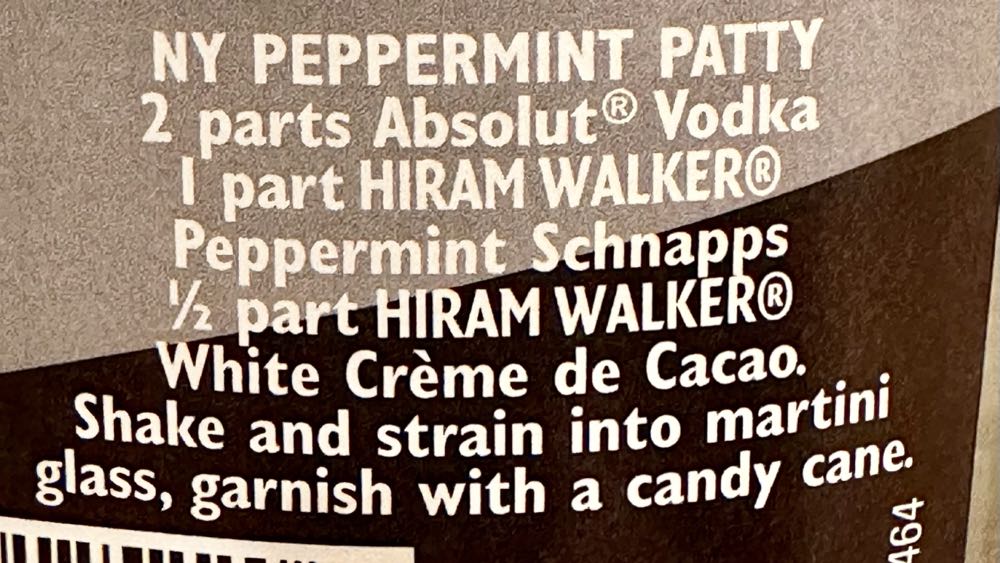 NY PEPPERMINT PATTY
2 parts Absolut® Vodka
1 part HIRAM WALKER®
Peppermint Schnapps
½ part HIRAM WALKER®
White Crème de Cacao.
Shake and strain into martini
glass, garnish with a candy cane.
464